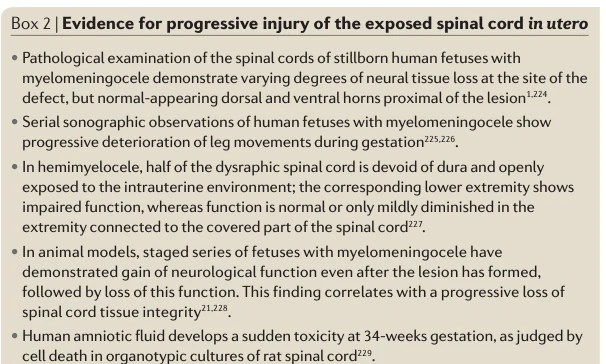 Box 2 | Evidence for progressive injury of the exposed spinal cord in utero
• Pathological examination of the spinal cords of stillborn human fetuses with
myelomeningocele demonstrate varying degrees of neural tissue loss at the site of the
defect, but normal-appearing dorsal and ventral horns proximal of the lesion1,224.
• Serial sonographic observations of human fetuses with myelomeningocele show
progressive deterioration of leg movements during gestation225,226.
• In hemimyelocele, half of the dysraphic spinal cord is devoid of dura and openly
exposed to the intrauterine environment; the corresponding lower extremity shows
impaired function, whereas function is normal or only mildly diminished in the
extremity connected to the covered part of the spinal cord227.
• In animal models, staged series of fetuses with myelomeningocele have
demonstrated gain of neurological function even after the lesion has formed,
followed by loss of this function. This finding correlates with a progressive loss of
spinal cord tissue integrity21,228.
• Human amniotic fluid develops a sudden toxicity at 34-weeks gestation, as judged by
cell death in organotypic cultures of rat spinal cord229.